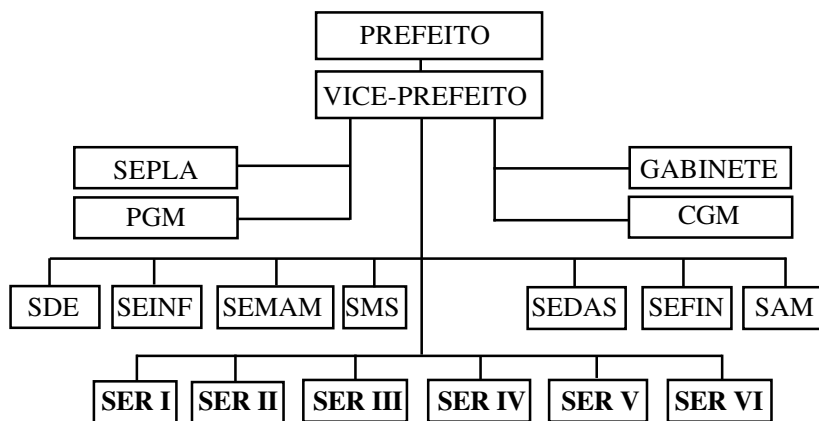 PREFEITO
VICE-PREFEITO
SEPLA GABINETE
PGM CGM
SDE SEINF SEMAM SMS SEDAS SEFIN SAM
SER I SER II SER III SER IV SER V SER VI